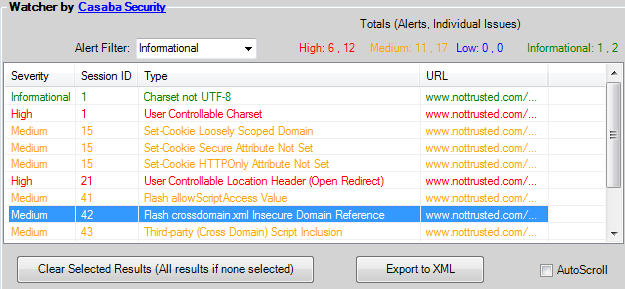 Watcher by Casaba Security
Totals (Alerts, Individual Issues)
Alert Filter: Informational High: 6 , 12 Medium: 11 , 17 Low: 0 , 0 Informational: 1 , 2
Severity Session ID Type URL
Informational 1 Charset not UTF-8 www.nottrusted.com/...
High 1 User Controllable Charset www.nottrusted.com/...
Medium 15 Set-Cookie Loosely Scoped Domain www.nottrusted.com/...
Medium 15 Set-Cookie Secure Attribute Not Set www.nottrusted.com/...
Medium 15 Set-Cookie HTTPOnly Attribute Not Set www.nottrusted.com/...
High 21 User Controllable Location Header (Open Redirect) www.nottrusted.com/...
Medium 41 Flash allowScriptAccess Value www.nottrusted.com/...
Medium 42 Flash crossdomain.xml Insecure Domain Reference www.nottrusted.com/...
Medium 43 Third-party (Cross Domain) Script Inclusion www.nottrusted.com/...
Clear Selected Results (All results if none selected) Export to XML AutoScroll